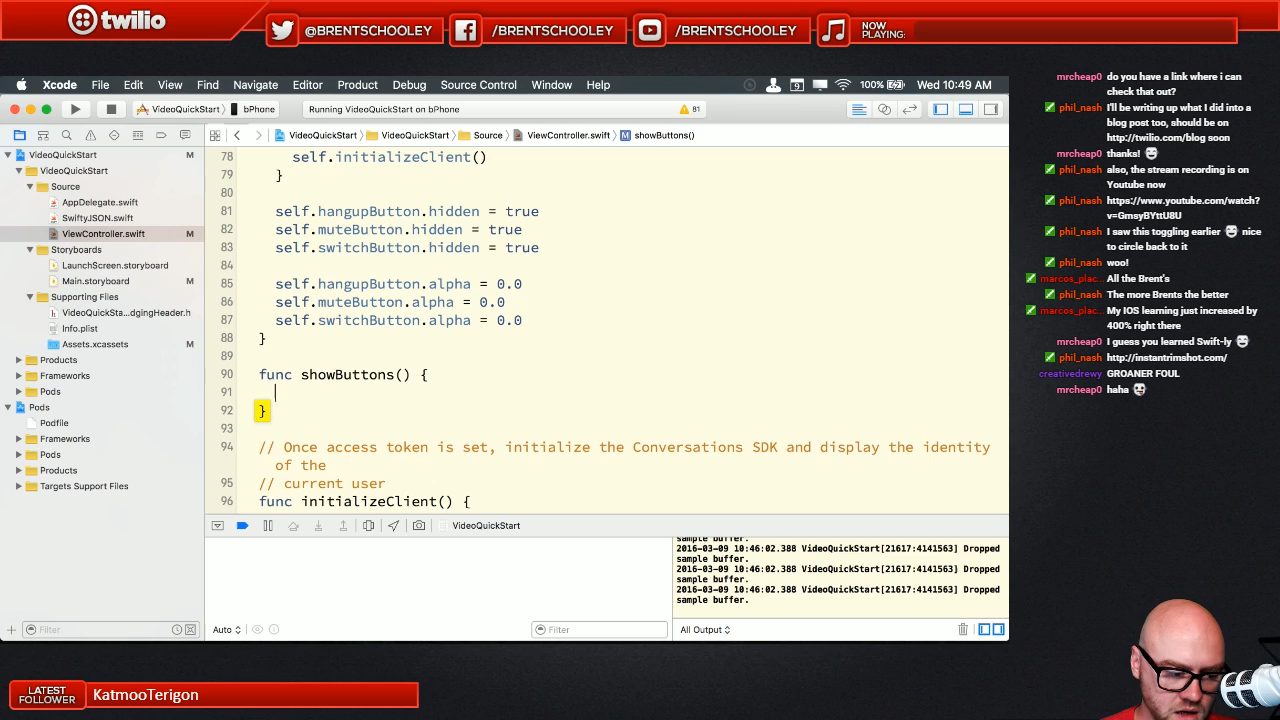 twilio
@BRENTSCHOOLEY
/BRENTSCHOOLEY
/BRENTSCHOOLEY
NOW
PLAYING:
Xcode File Edit View Find Navigate Editor Product Debug Source Control Window Help
9
100%
Wed 10:49 AM
VideoQuickStart
bPhone
Running VideoQuickStart on bPhone
81
VideoQuickStart
VideoQuickStart
Source
ViewController.swift
M
showButtons()
VideoQuickStart M
VideoQuickStart
Source
AppDelegate.swift
SwiftyJSON.swift
ViewController.swift M
Storyboards
LaunchScreen.storyboard
Main.storyboard M
Supporting Files
VideoQuickSta...dgingHeader.h
Info.plist
Assets.xcassets M
Products
Frameworks
Pods
Pods
Podfile
Frameworks
Pods
Products
Targets Support Files
Filter
78 self.initializeClient()
79 }
80
81 self.hangupButton.hidden = true
82 self.muteButton.hidden = true
83 self.switchButton.hidden = true
84
85 self.hangupButton.alpha = 0.0
86 self.muteButton.alpha = 0.0
87 self.switchButton.alpha = 0.0
88 }
89
90 func showButtons() {
91
92 }
93
94 // Once access token is set, initialize the Conversations SDK and display the identity
of the
95 // current user
96 func initializeClient() {
VideoQuickStart
sample buffer.
2016-03-09 10:46:02.388 VideoQuickStart[21617:4141563] Dropped
sample buffer.
2016-03-09 10:46:02.388 VideoQuickStart[21617:4141563] Dropped
sample buffer.
2016-03-09 10:46:02.388 VideoQuickStart[21617:4141563] Dropped
sample buffer.
Auto
Filter
All Output
mrcheap0 do you have a link where i can
check that out?
phil_nash I'll be writing up what I did into a
blog post too, should be on
http://twilio.com/blog soon
mrcheap0 thanks!
phil_nash also, the stream recording is on
Youtube now
phil_nash https://www.youtube.com/watch?
v=GmsyBYttU8U
phil_nash I saw this toggling earlier nice
to circle back to it
phil_nash woo!
marcos_plac... All the Brent's
phil_nash The more Brents the better
marcos_plac... My IOS learning just increased by
400% right there
mrcheap0 I guess you learned Swift-ly
phil_nash http://instantrimshot.com/
creativedrewy GROANER FOUL
mrcheap0 haha
LATEST
FOLLOWER
KatmooTerigon